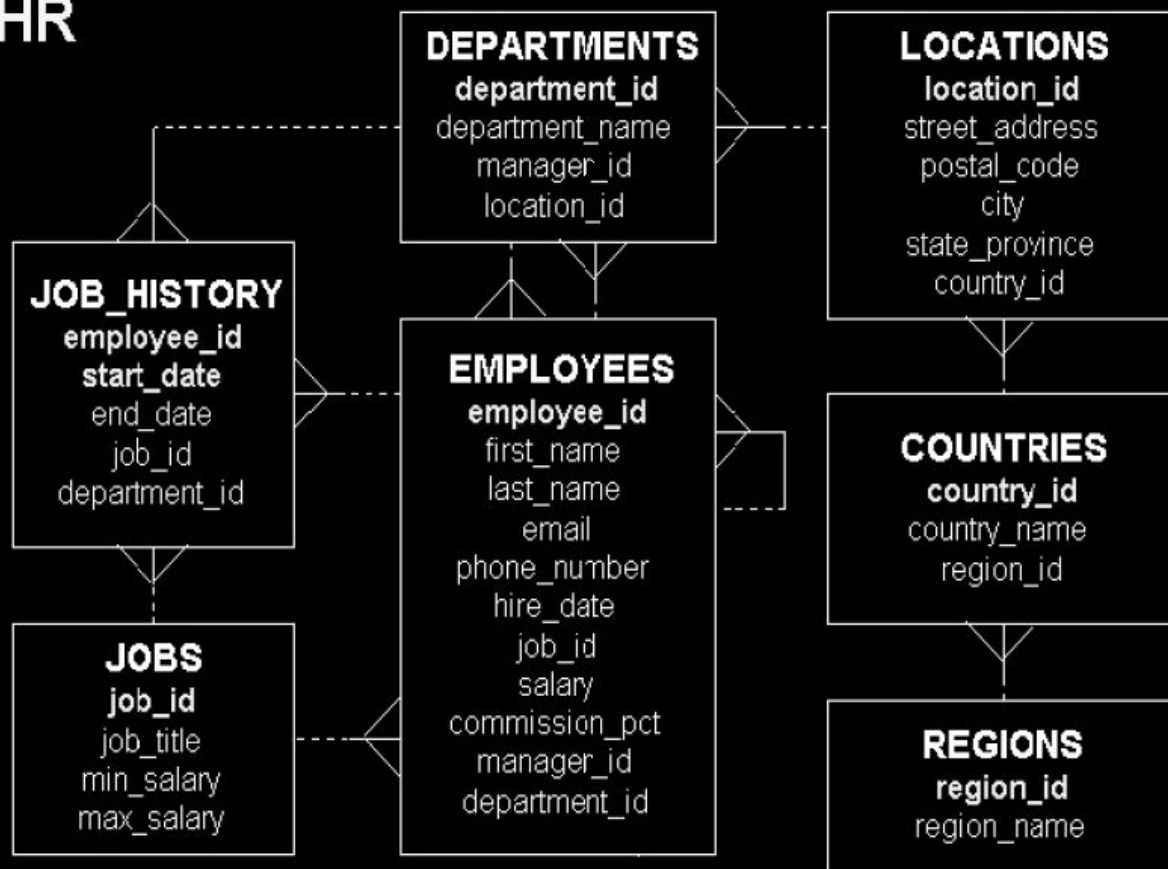 HR
DEPARTMENTS
department_id
department_name
manager_id
location_id
LOCATIONS
location_id
street_address
postal_code
city
state_province
country_id
JOB_HISTORY
employee_id
start_date
end_date
job_id
department_id
EMPLOYEES
employee_id
first_name
last_name
email
phone_number
hire_date
job_id
salary
commission_pct
manager_id
department_id
COUNTRIES
country_id
country_name
region_id
JOBS
job_id
job_title
min_salary
max_salary
REGIONS
region_id
region_name